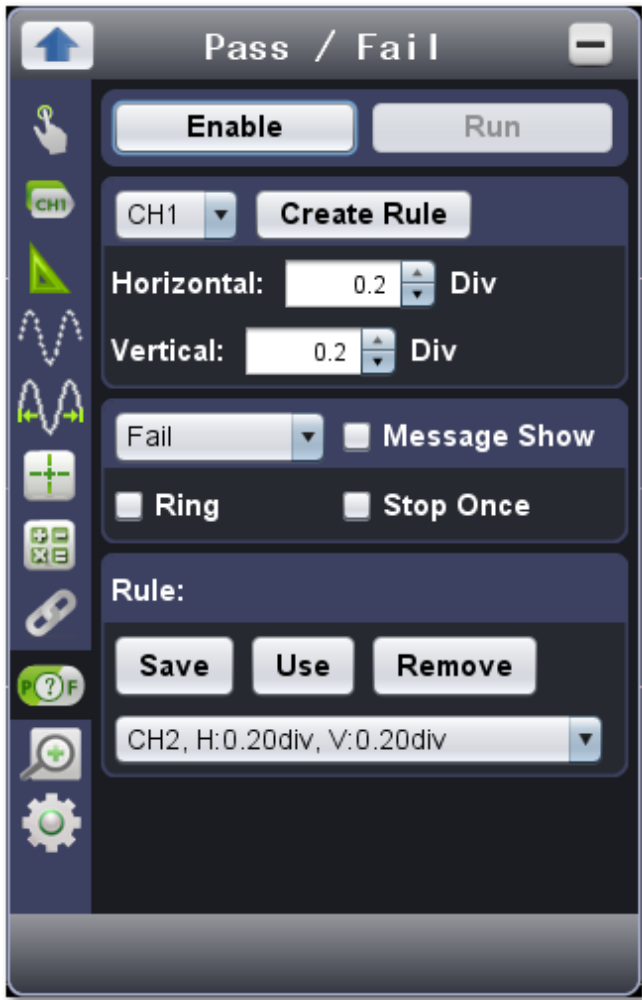 Pass / Fail
Enable Run
CH1
CH1 Create Rule
Horizontal: 0.2 Div
Vertical: 0.2 Div
Fail Message Show
Ring Stop Once
Rule:
Save Use Remove
P ? F
CH2, H:0.20div, V:0.20div